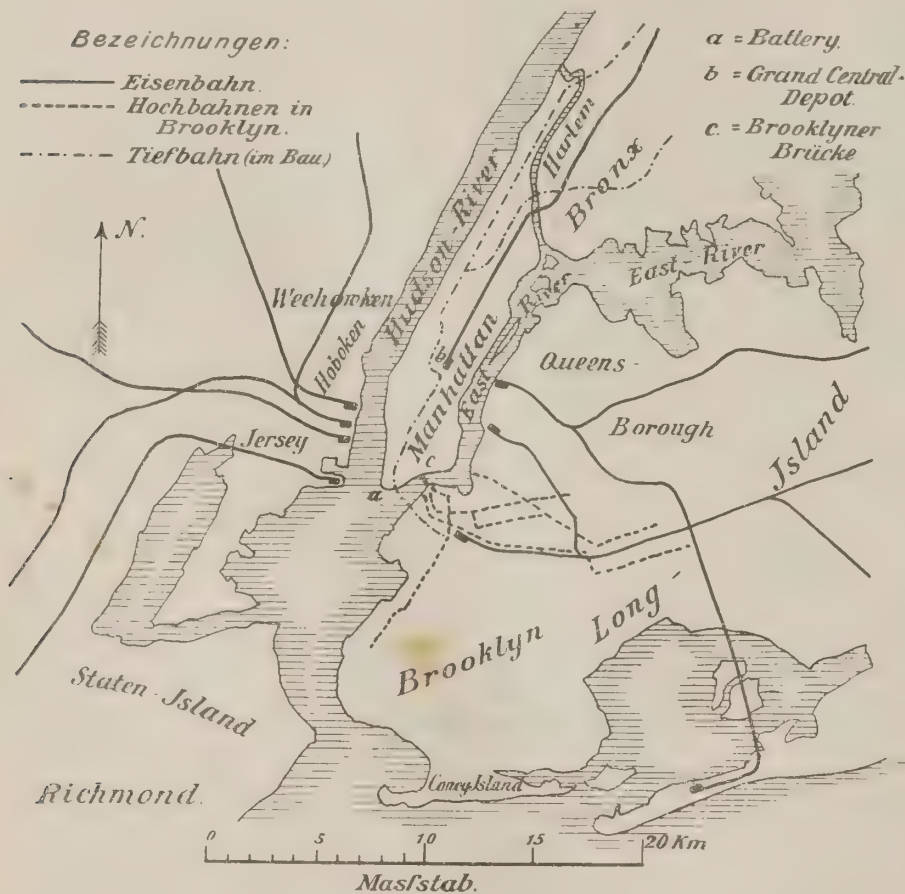 Bezeichnungen:
Eisenbahn.
Hochbahnen in
Brooklyn.
Tiefbahn (im Bau.)
a = Battery.
b = Grand Central-
Depot.
c. = Brooklyner
Brücke
N.
Hudson-River
Harlem
Bronx
East-River
Weehowken
Hoboken
Jersey
b
Manhattan
East River
Queens-
Borough
a
c
Long-Island
Brooklyn
Staten-Island
Richmond.
Coney Island
0 5 10 15 20 Km
Maſsstab.